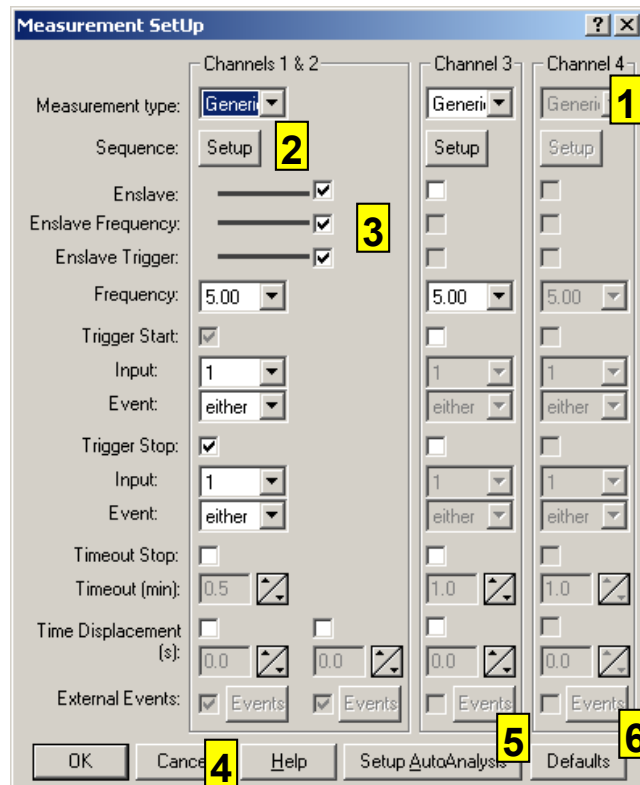 Measurement SetUp ? X
Channels 1 & 2 Channel 3 Channel 4
Measurement type: Generi Generi Generi 1
Sequence: Setup 2 Setup Setup
Enslave:
Enslave Frequency: 3
Enslave Trigger:
Frequency: 5.00 5.00 5.00
Trigger Start:
Input: 1 1 1
Event: either either either
Trigger Stop:
Input: 1 1 1
Event: either either either
Timeout Stop:
Timeout (min): 0.5 1.0 1.0
Time Displacement
(s): 0.0 0.0 0.0 0.0
External Events: Events Events Events Events
5 6
OK Cance 4 Help Setup AutoAnalysis Defaults